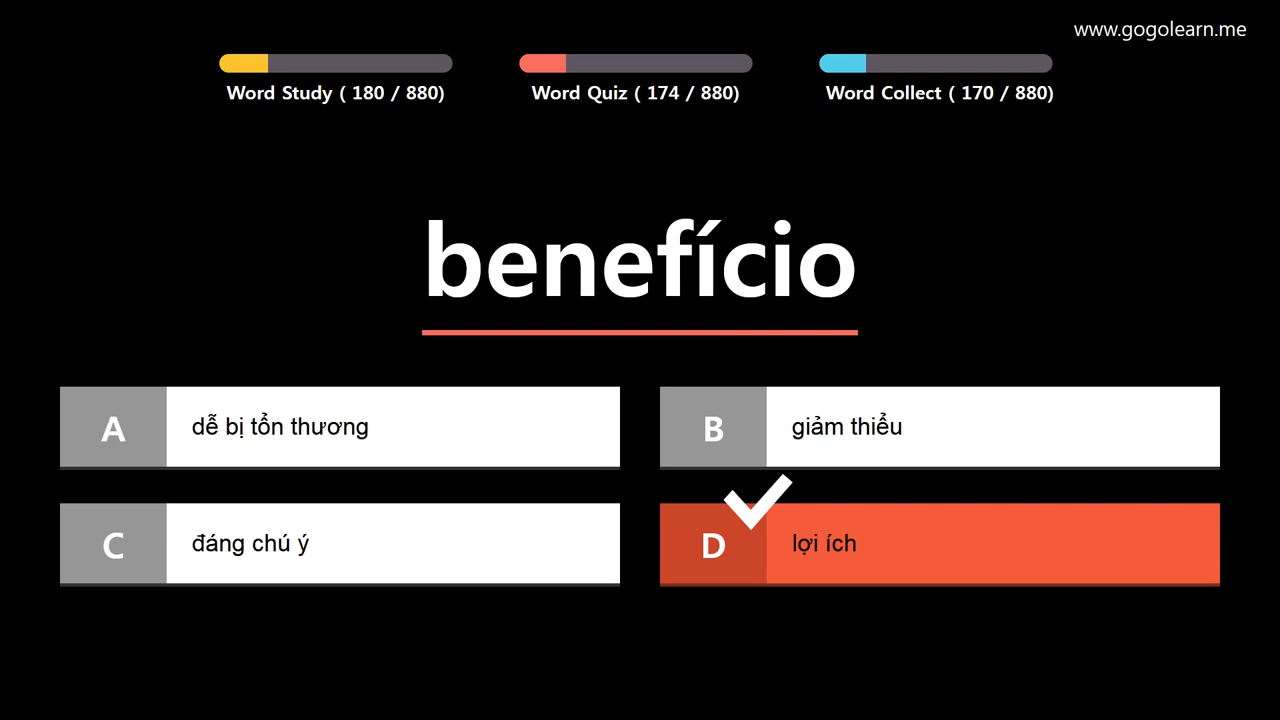 www.gogolearn.me
Word Study ( 180 / 880)
Word Quiz ( 174 / 880)
Word Collect ( 170 / 880)
benefício
A dễ bị tổn thương
B giảm thiểu
C đáng chú ý
D lợi ích